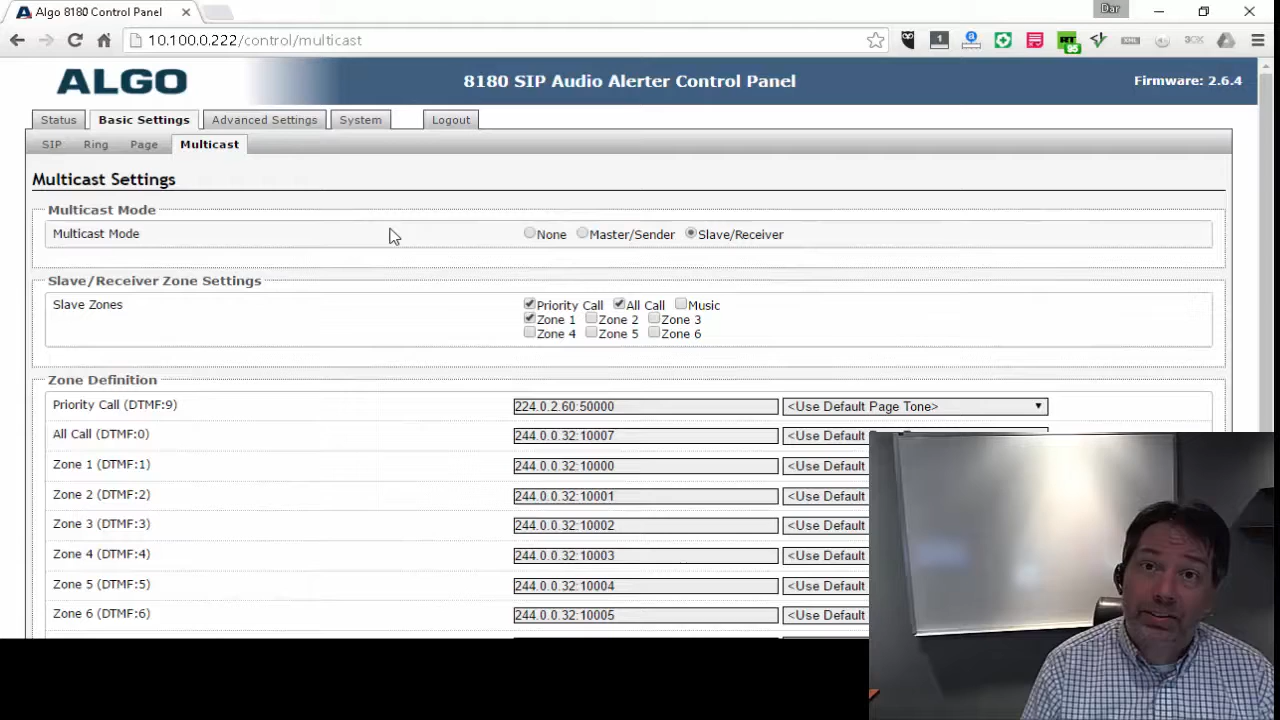 Algo 8180 Control Panel
Dar
10.100.0.222/control/multicast
ALGO
8180 SIP Audio Alerter Control Panel
Firmware: 2.6.4
Status Basic Settings Advanced Settings System Logout
SIP Ring Page Multicast
Multicast Settings
Multicast Mode
Multicast Mode None Master/Sender Slave/Receiver
Slave/Receiver Zone Settings
Slave Zones Priority Call All Call Music
Zone 1 Zone 2 Zone 3
Zone 4 Zone 5 Zone 6
Zone Definition
Priority Call (DTMF:9) 224.0.2.60:50000 <Use Default Page Tone>
All Call (DTMF:0) 244.0.0.32:10007 <Use Default
Zone 1 (DTMF:1) 244.0.0.32:10000 <Use Default
Zone 2 (DTMF:2) 244.0.0.32:10001 <Use Default
Zone 3 (DTMF:3) 244.0.0.32:10002 <Use Default
Zone 4 (DTMF:4) 244.0.0.32:10003 <Use Default
Zone 5 (DTMF:5) 244.0.0.32:10004 <Use Default
Zone 6 (DTMF:6) 244.0.0.32:10005 <Use Default